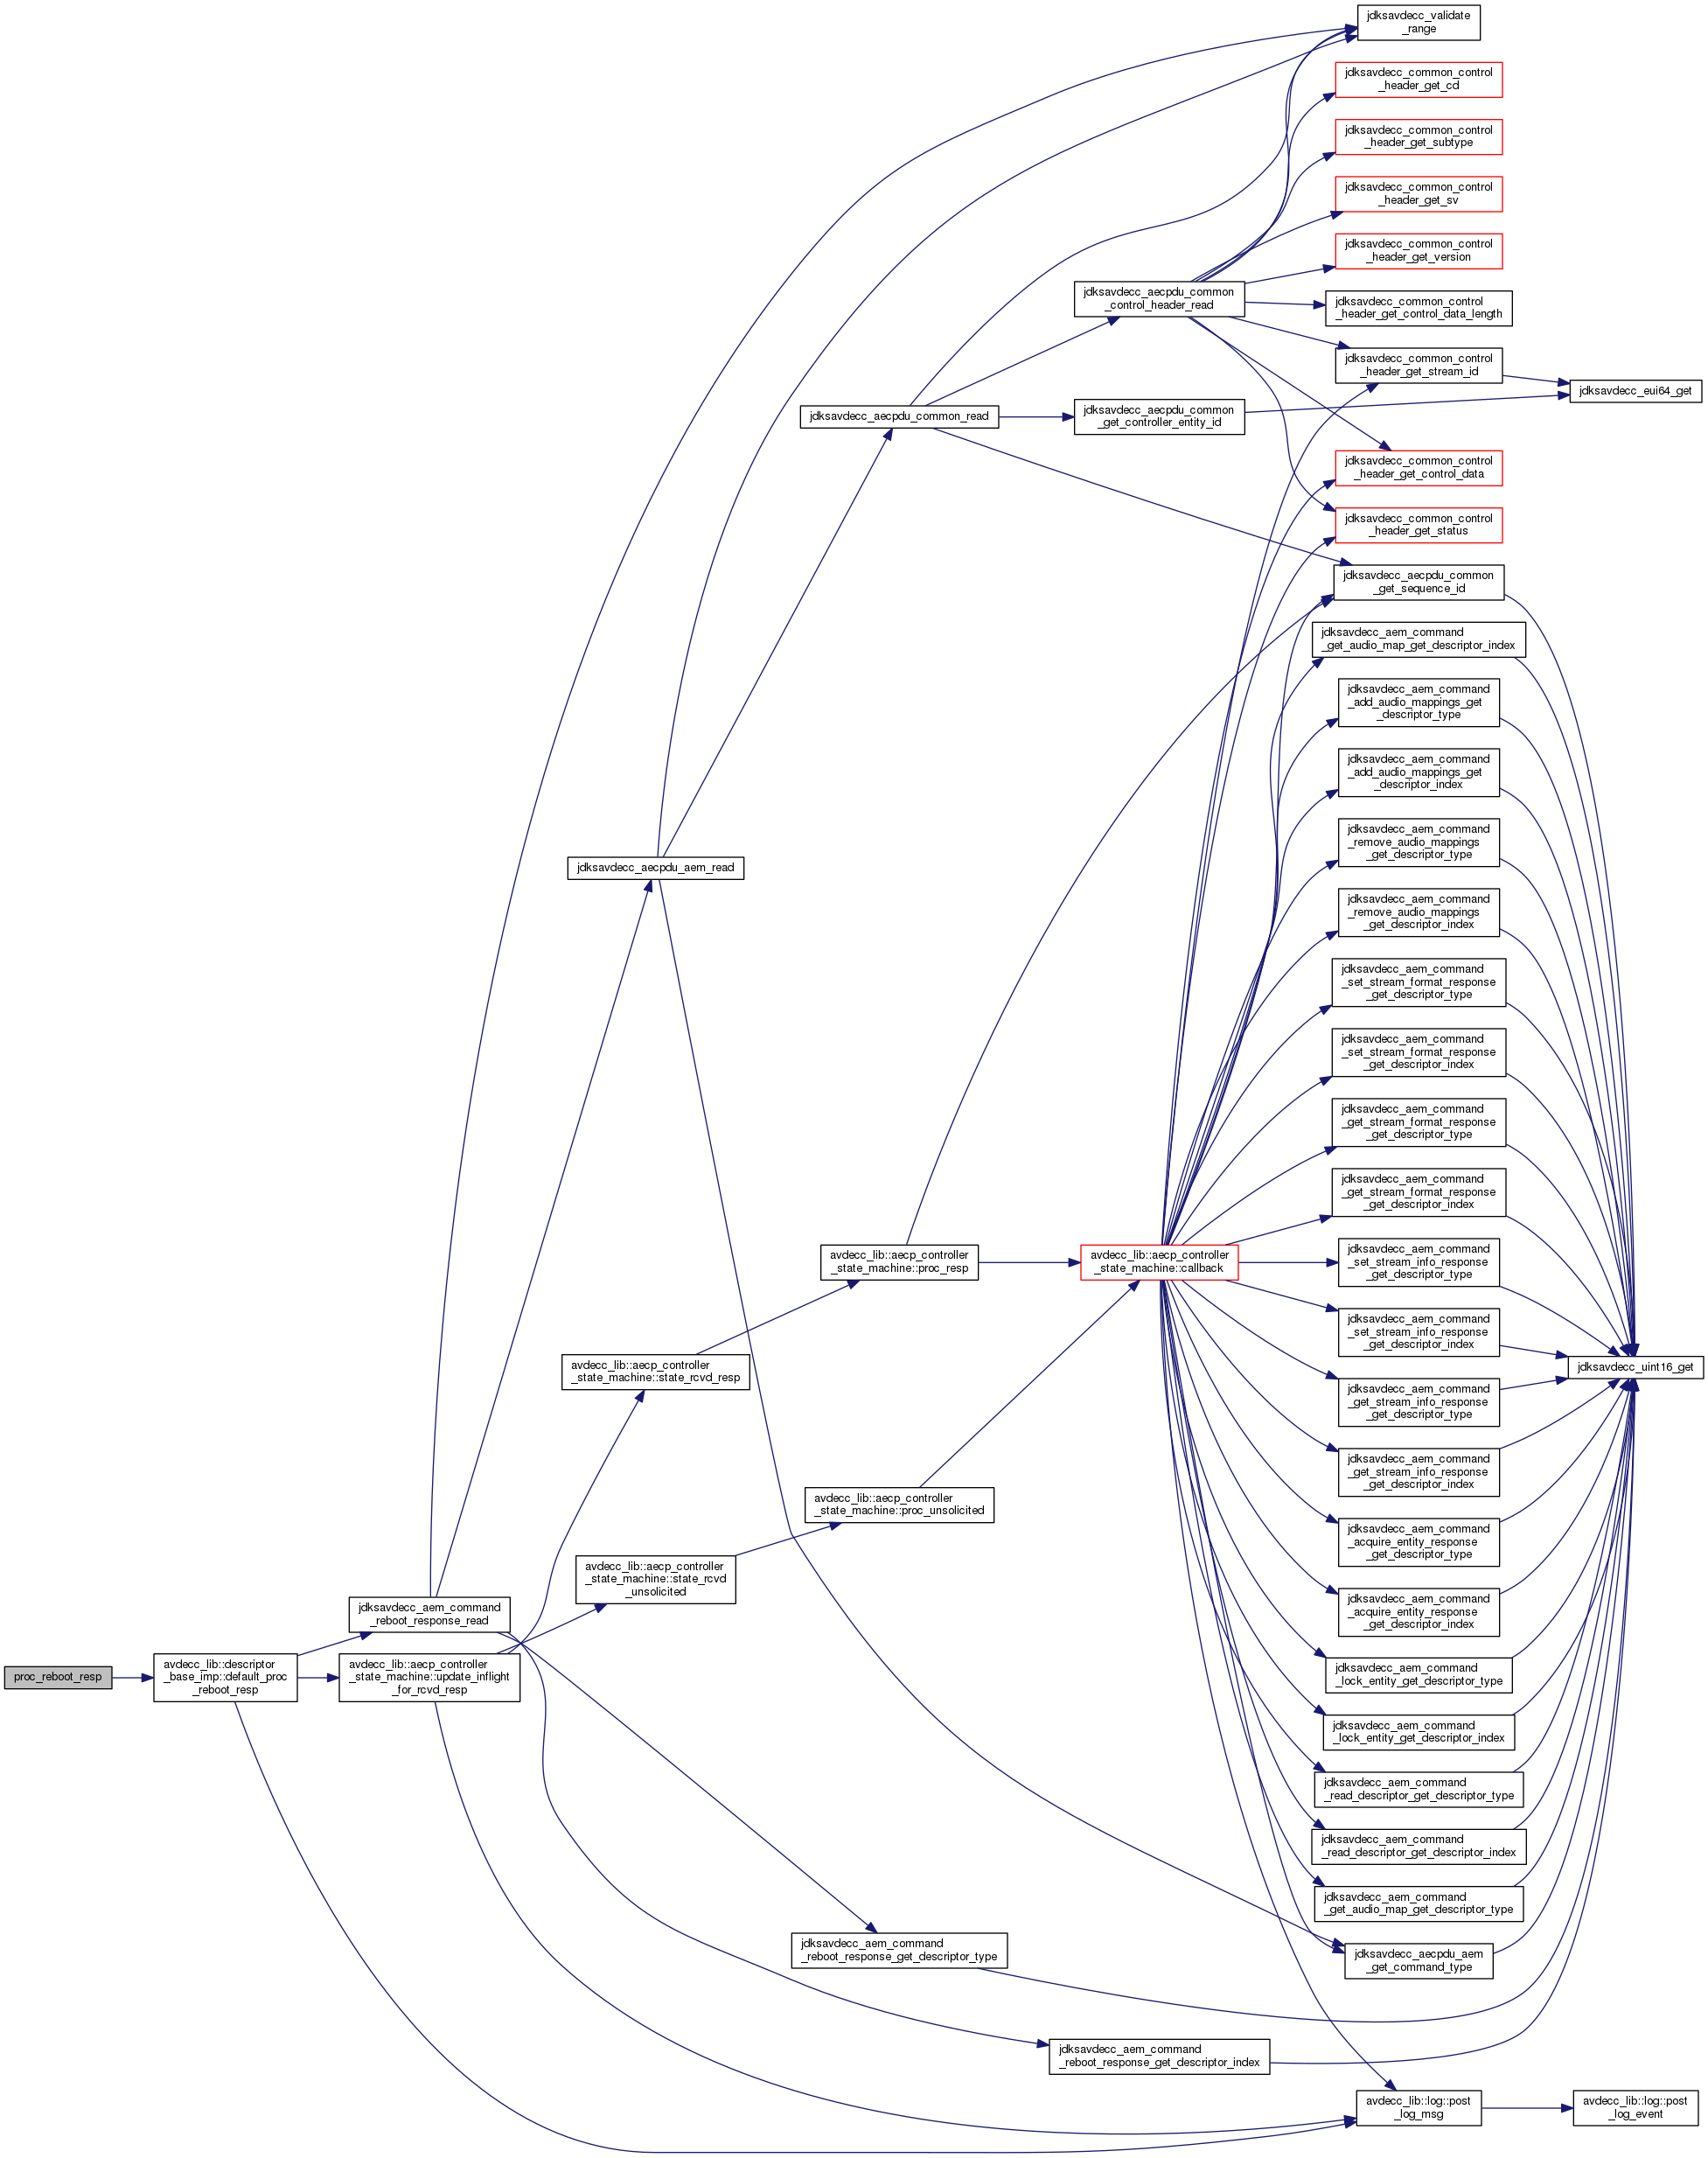 jdksavdecc_validate
_range
jdksavdecc_common_control
_header_get_cd
jdksavdecc_common_control
_header_get_subtype
jdksavdecc_common_control
_header_get_sv
jdksavdecc_common_control
_header_get_version
jdksavdecc_aecpdu_common
_control_header_read
jdksavdecc_common_control
_header_get_control_data_length
jdksavdecc_common_control
_header_get_stream_id
jdksavdecc_eui64_get
jdksavdecc_aecpdu_common_read
jdksavdecc_aecpdu_common
_get_controller_entity_id
jdksavdecc_common_control
_header_get_control_data
jdksavdecc_common_control
_header_get_status
jdksavdecc_aecpdu_common
_get_sequence_id
jdksavdecc_aem_command
_get_audio_map_get_descriptor_index
jdksavdecc_aem_command
_add_audio_mappings_get
_descriptor_type
jdksavdecc_aem_command
_add_audio_mappings_get
_descriptor_index
jdksavdecc_aem_command
_remove_audio_mappings
_get_descriptor_type
jdksavdecc_aecpdu_aem_read
jdksavdecc_aem_command
_remove_audio_mappings
_get_descriptor_index
jdksavdecc_aem_command
_set_stream_format_response
_get_descriptor_type
jdksavdecc_aem_command
_set_stream_format_response
_get_descriptor_index
jdksavdecc_aem_command
_get_stream_format_response
_get_descriptor_type
jdksavdecc_aem_command
_get_stream_format_response
_get_descriptor_index
avdecc_lib::aecp_controller
_state_machine::proc_resp
avdecc_lib::aecp_controller
_state_machine::callback
jdksavdecc_aem_command
_set_stream_info_response
_get_descriptor_type
jdksavdecc_aem_command
_set_stream_info_response
_get_descriptor_index
avdecc_lib::aecp_controller
_state_machine::state_rcvd_resp
jdksavdecc_uint16_get
jdksavdecc_aem_command
_get_stream_info_response
_get_descriptor_type
jdksavdecc_aem_command
_get_stream_info_response
_get_descriptor_index
avdecc_lib::aecp_controller
_state_machine::proc_unsolicited
jdksavdecc_aem_command
_acquire_entity_response
_get_descriptor_type
avdecc_lib::aecp_controller
_state_machine::state_rcvd
_unsolicited
jdksavdecc_aem_command
_acquire_entity_response
_get_descriptor_index
jdksavdecc_aem_command
_reboot_response_read
proc_reboot_resp
avdecc_lib::descriptor
_base_imp::default_proc
_reboot_resp
avdecc_lib::aecp_controller
_state_machine::update_inflight
_for_rcvd_resp
jdksavdecc_aem_command
_lock_entity_get_descriptor_type
jdksavdecc_aem_command
_lock_entity_get_descriptor_index
jdksavdecc_aem_command
_read_descriptor_get_descriptor_type
jdksavdecc_aem_command
_read_descriptor_get_descriptor_index
jdksavdecc_aem_command
_get_audio_map_get_descriptor_type
jdksavdecc_aem_command
_reboot_response_get_descriptor_type
jdksavdecc_aecpdu_aem
_get_command_type
jdksavdecc_aem_command
_reboot_response_get_descriptor_index
avdecc_lib::log::post
_log_msg
avdecc_lib::log::post
_log_event